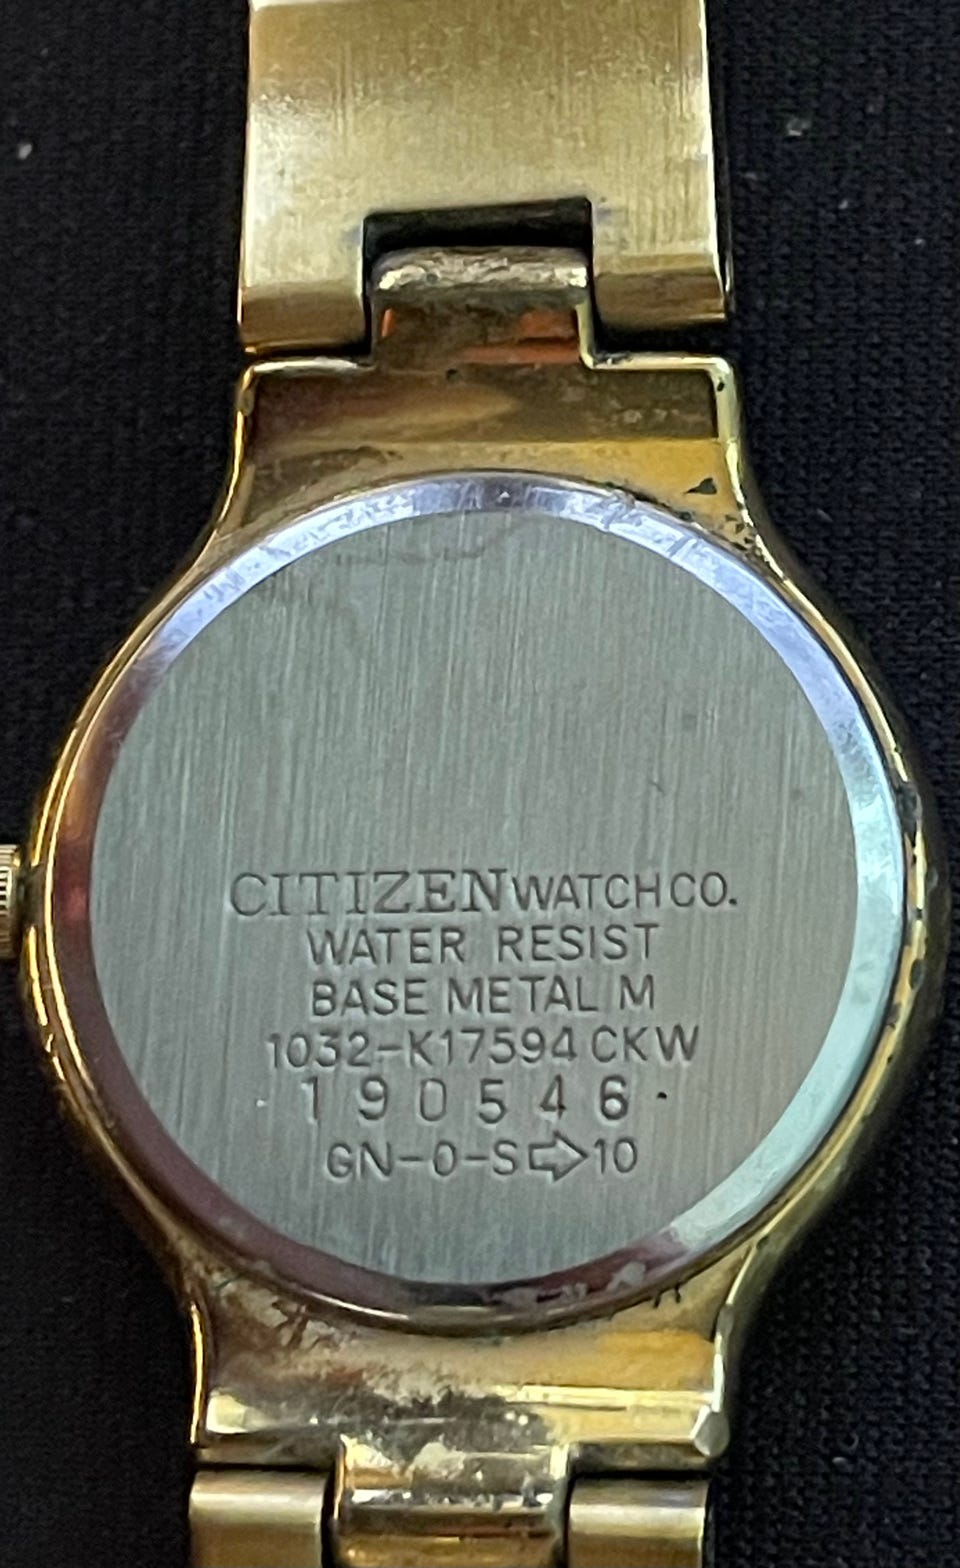 CITIZEN WATCH CO.
WATER RESIST
BASE METAL M
1032-K17594 CKW
190546
GN-0-S⇨10